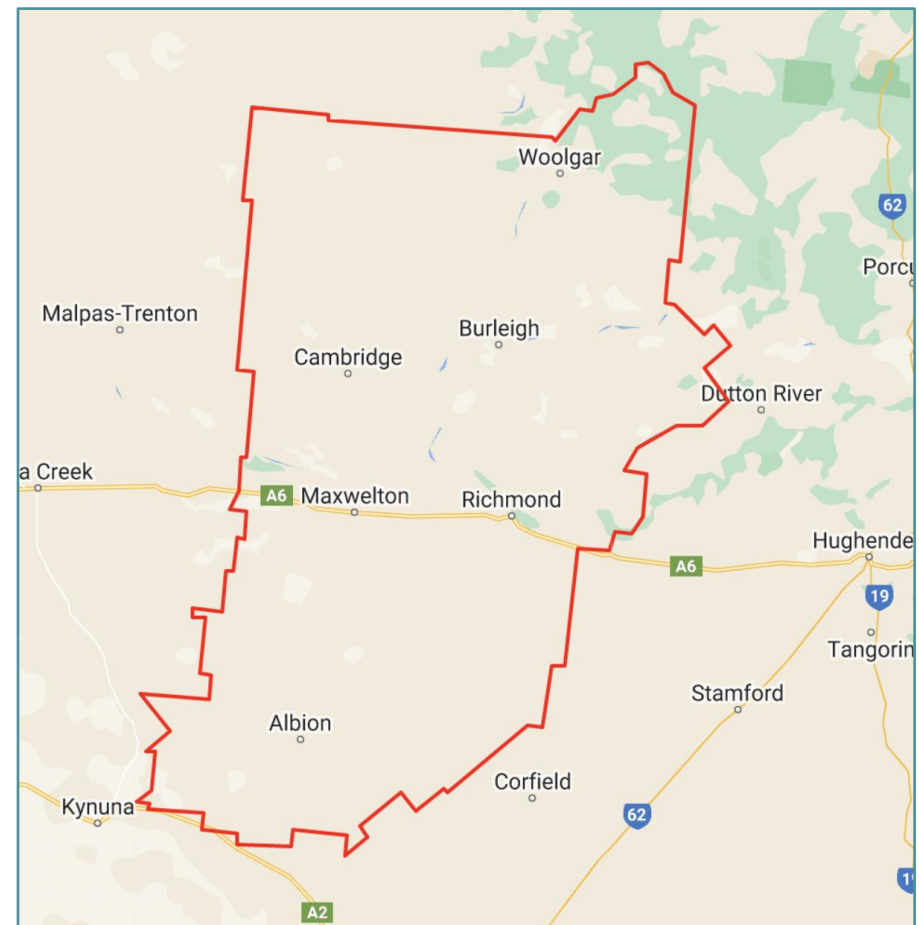 Woolgar
62
Porcu
Malpas-Trenton
Burleigh
Cambridge
Dutton River
a Creek
A6
Maxwelton
Richmond
Hughende
A6
19
Tangorin
Stamford
Albion
Corfield
Kynuna
62
19
A2